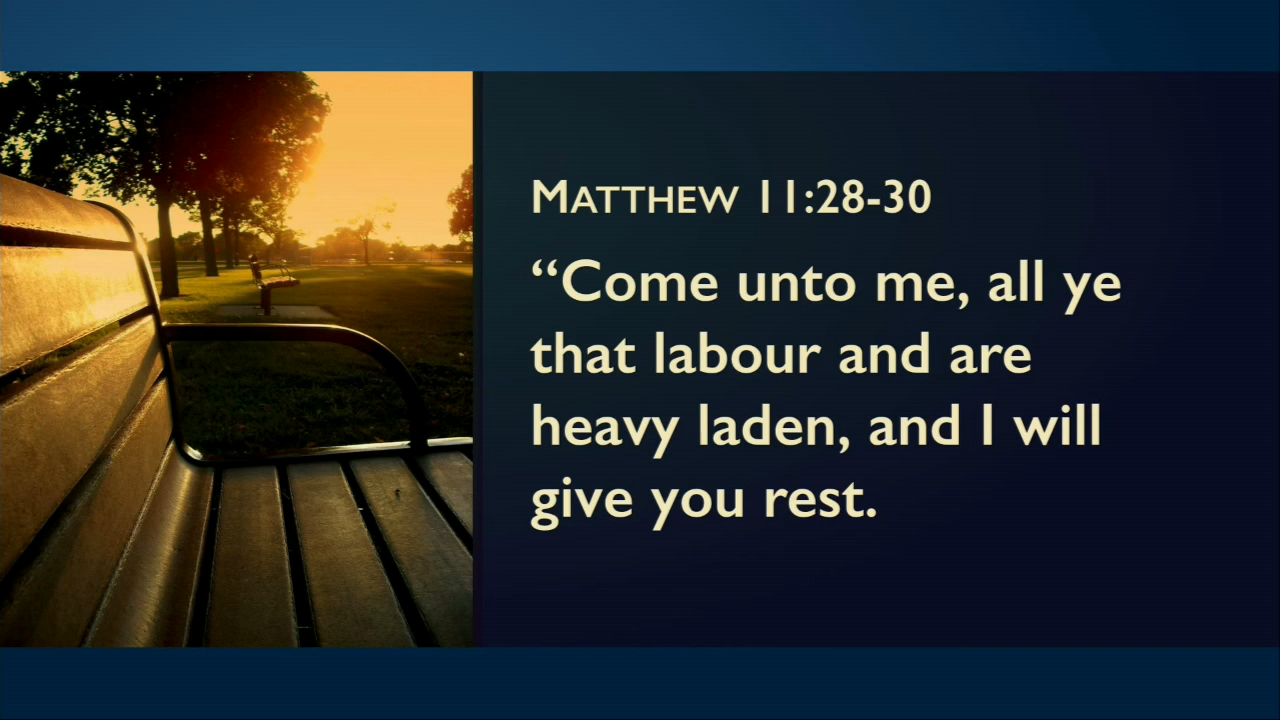 MATTHEW 11:28-30
“Come unto me, all ye
that labour and are
heavy laden, and I will
give you rest.